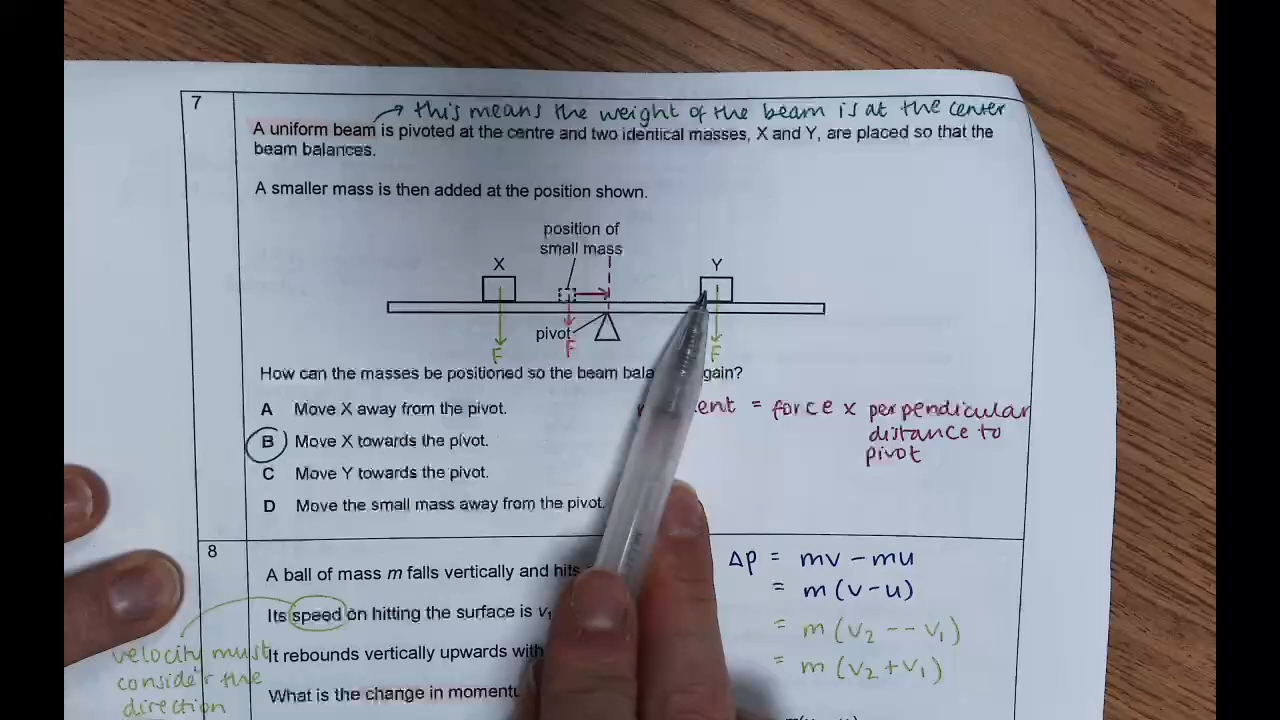 7
this means the weight of the beam is at the center
A uniform beam is pivoted at the centre and two identical masses, X and Y, are placed so that the
beam balances.
A smaller mass is then added at the position shown.
position of
small mass
X
Y
pivot
F
F
F
How can the masses be positioned so the beam gain?
A Move X away from the pivot.
= force x perpendicular
distance to
pivot
B Move X towards the pivot.
C Move Y towards the pivot.
D Move the small mass away from the pivot.
8
A ball of mass m falls vertically and hits
Δp = mv - mu
= m (v - u)
Its speed on hitting the surface is v₁
= m (v₂ - - v₁)
velocity must
consider the
direction
It rebounds vertically upwards with
= m (v₂ + v₁)
What is the change in